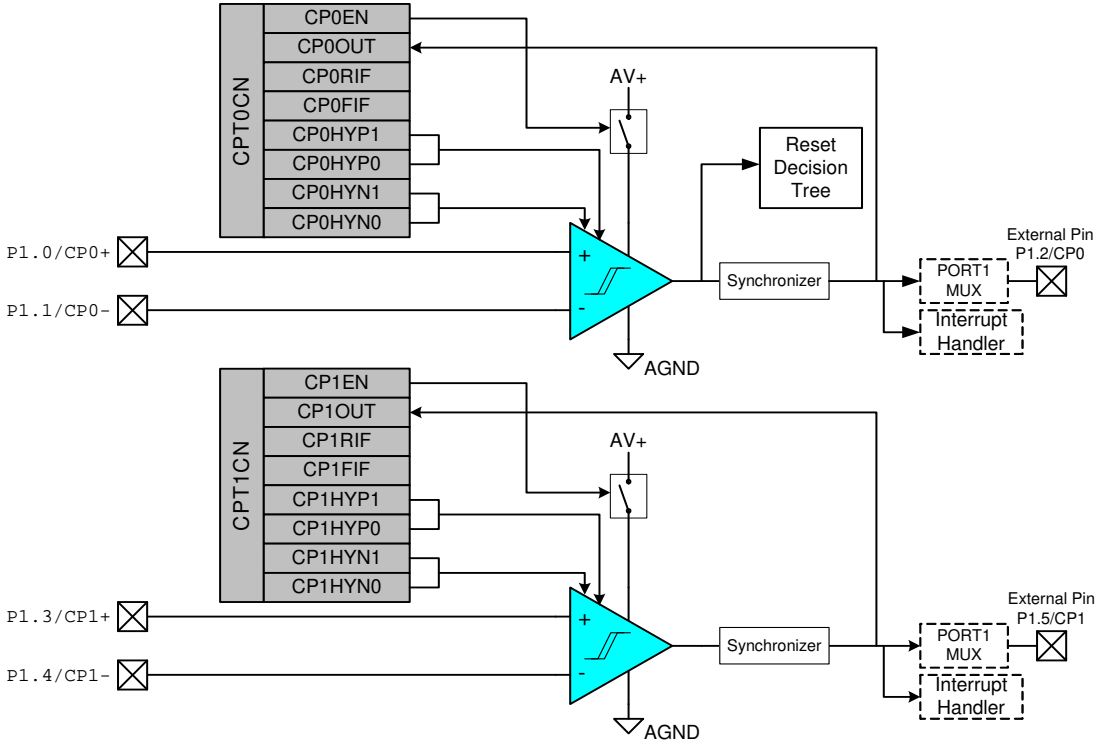 CPT0CN
CP0EN
CP0OUT
CP0RIF
CP0FIF
CP0HYP1
CP0HYP0
CP0HYN1
CP0HYN0
AV+
Reset
Decision
Tree
P1.0/CP0+
P1.1/CP0-
+
-
Synchronizer
PORT1
MUX
External Pin
P1.2/CP0
Interrupt
Handler
AGND
CPT1CN
CP1EN
CP1OUT
CP1RIF
CP1FIF
CP1HYP1
CP1HYP0
CP1HYN1
CP1HYN0
AV+
P1.3/CP1+
P1.4/CP1-
+
-
Synchronizer
PORT1
MUX
External Pin
P1.5/CP1
Interrupt
Handler
AGND